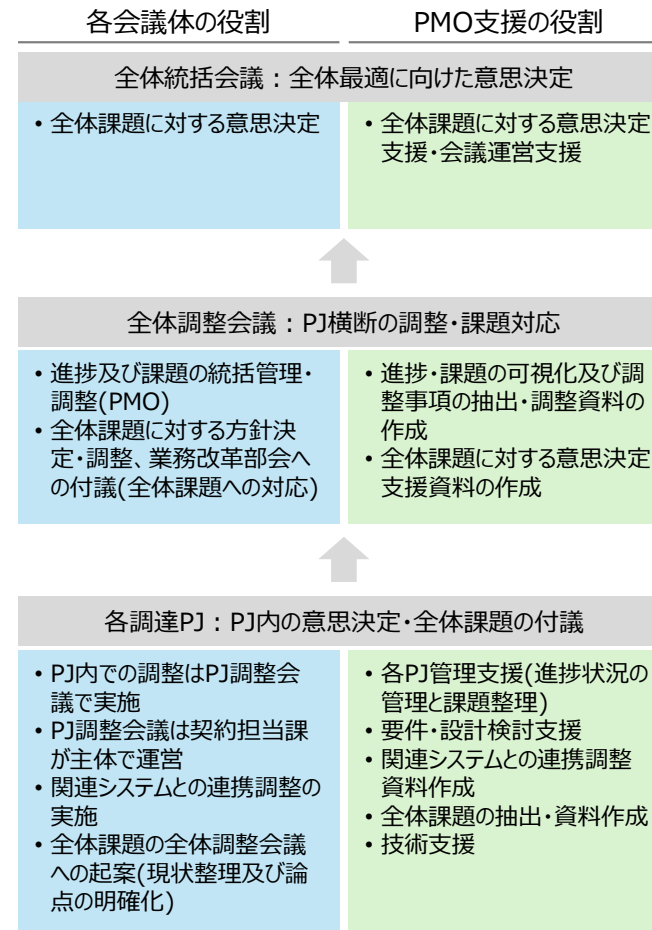 各会議体の役割
PMO支援の役割
全体統括会議：全体最適に向けた意思決定
• 全体課題に対する意思決定
• 全体課題に対する意思決定
支援・会議運営支援
全体調整会議：PJ横断の調整・課題対応
• 進捗及び課題の統括管理・
調整(PMO)
• 全体課題に対する方針決
定・調整、業務改革部会へ
の付議(全体課題への対応)
• 進捗・課題の可視化及び調
整事項の抽出・調整資料の
作成
• 全体課題に対する意思決定
支援資料の作成
各調達PJ：PJ内の意思決定・全体課題の付議
• PJ内での調整はPJ調整会
議で実施
• PJ調整会議は契約担当課
が主体で運営
• 関連システムとの連携調整の
実施
• 全体課題の全体調整会議
への起案(現状整理及び論
点の明確化)
• 各PJ管理支援(進捗状況の
管理と課題整理)
• 要件・設計検討支援
• 関連システムとの連携調整
資料作成
• 全体課題の抽出・資料作成
• 技術支援